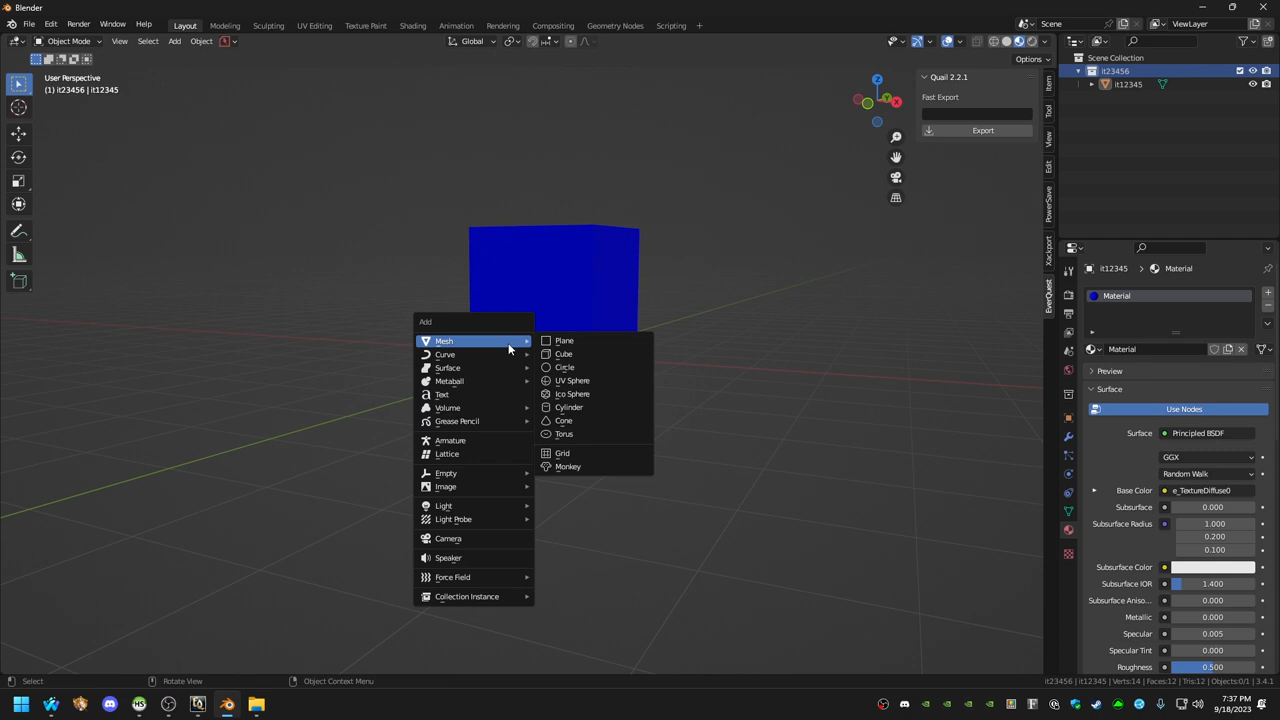 Blender
File Edit Render Window Help
Layout Modeling Sculpting UV Editing Texture Paint Shading Animation Rendering Compositing Geometry Nodes Scripting +
Scene
ViewLayer
Object Mode View Select Add Object
Global
Options
User Perspective
(1) it23456 | it12345
Z
Y
X
Quail 2.2.1
Fast Export
Export
Item
Tool
View
Edit
PowerSave
Xackport
EverQuest
Scene Collection
it23456
it12345
Add
Mesh
Curve
Surface
Metaball
Text
Volume
Grease Pencil
Armature
Lattice
Empty
Image
Light
Light Probe
Camera
Speaker
Force Field
Collection Instance
Plane
Cube
Circle
UV Sphere
Ico Sphere
Cylinder
Cone
Torus
Grid
Monkey
it12345 > Material
Material
Material
Preview
Surface
Use Nodes
Surface Principled BSDF
GGX
Random Walk
Base Color e_TextureDiffuse0
Subsurface 0.000
Subsurface Radius 1.000
0.200
0.100
Subsurface Color
Subsurface IOR 1.400
Subsurface Aniso... 0.000
Metallic 0.000
Specular 0.005
Specular Tint 0.000
Roughness 0.500
Select
Rotate View
Object Context Menu
it23456 | it12345 | Verts:14 | Faces:12 | Tris:12 | Objects:0/1 | 3.4.1
7:37 PM
9/18/2023